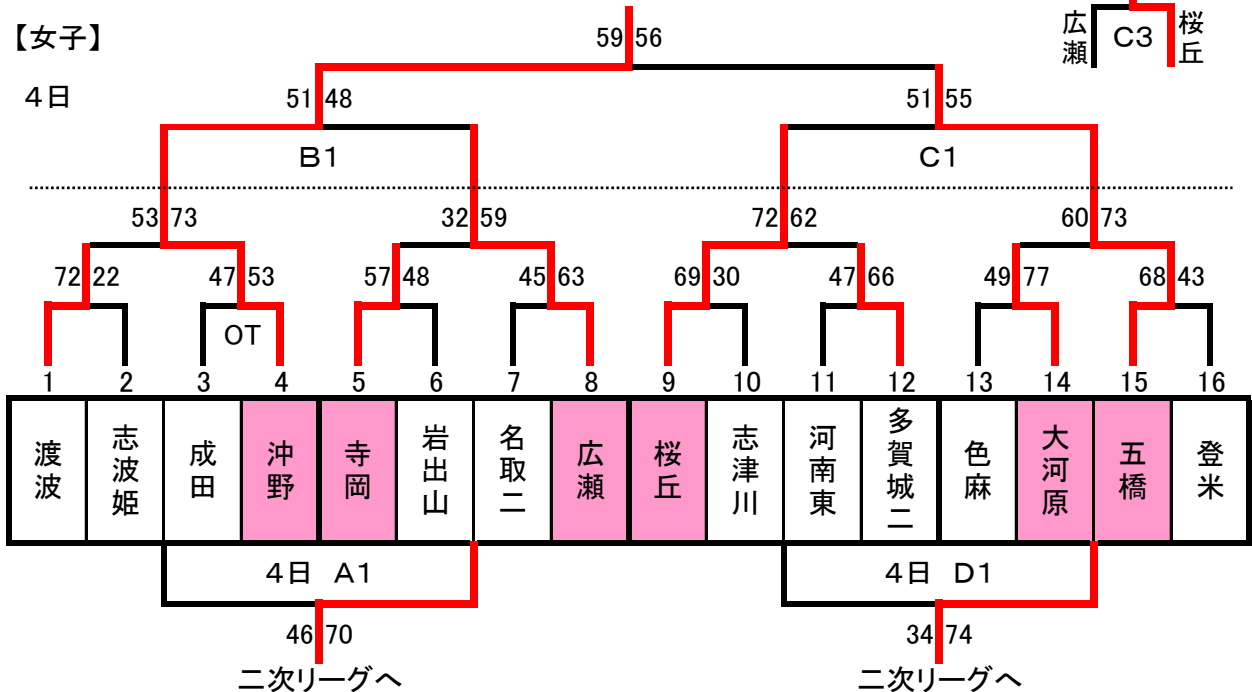 【女子】
59 56
広瀬 C3 桜丘
4日
51 48
51 55
B1
C1
53 73
32 59
72 62
60 73
72 22
47 53
57 48
45 63
69 30
47 66
49 77
68 43
OT
1 2 3 4 5 6 7 8 9 10 11 12 13 14 15 16
渡波
志波姫
成田
沖野
寺岡
岩出山
名取二
広瀬
桜丘
志津川
河南東
多賀城二
色麻
大河原
五橋
登米
4日 A1
4日 D1
46 70
34 74
二次リーグへ
二次リーグへ